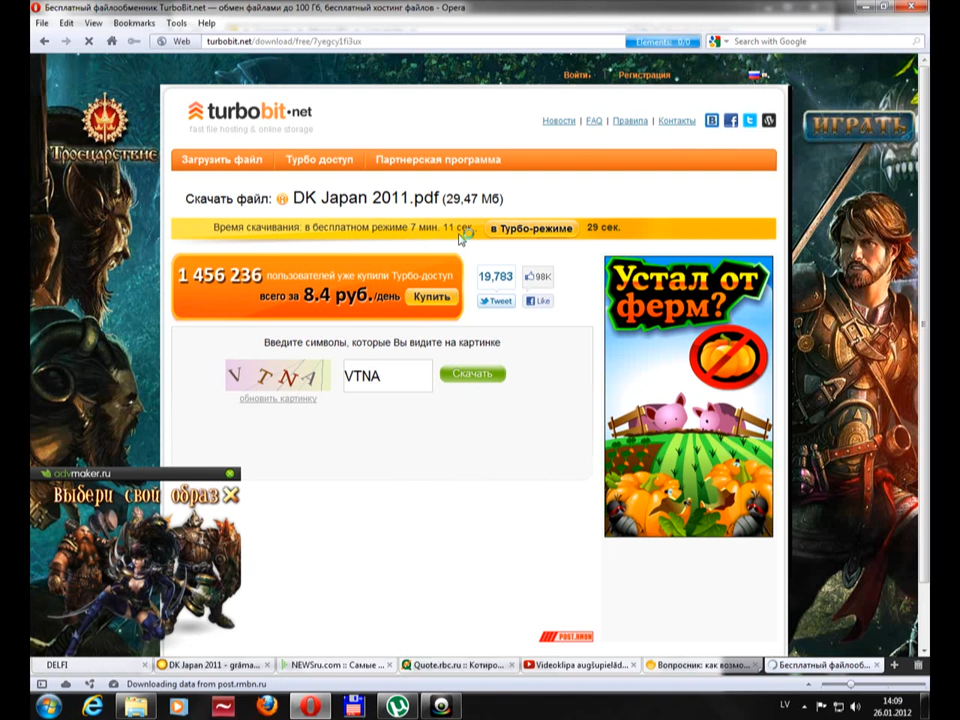 Бесплатный файлообменник TurboBit.net — обмен файлами до 100 Гб, бесплатный хостинг файлов - Opera
File Edit View Bookmarks Tools Help
Web turbobit.net/download/free/7yegcy1fi3ux Elements: 0/0 Search with Google
Войти Регистрация
turbobit.net
fast file hosting & online storage
Новости | FAQ | Правила | Контакты
Троецарствие
ИГРАТЬ
Загрузить файл Турбо доступ Партнерская программа
Скачать файл: DK Japan 2011.pdf (29,47 Мб)
Время скачивания: в бесплатном режиме 7 мин. 11 сек. в Турбо-режиме 29 сек.
1 456 236 пользователей уже купили Турбо-доступ
всего за 8.4 руб./день Купить
19,783 98K
Tweet Like
Устал от
ферм?
Введите символы, которые Вы видите на картинке
VTNA VTNA Скачать
обновить картинку
advmaker.ru
Выбери свой образ
POST.RMBN
DELFI DK Japan 2011 - grāma... NEWSru.com :: Самые ... Quote.rbc.ru :: Котиро... Videoklipa augšupielād... Вопросник: как возмо... Бесплатный файлооб...
Downloading data from post.rmbn.ru
LV 14:09
26.01.2012